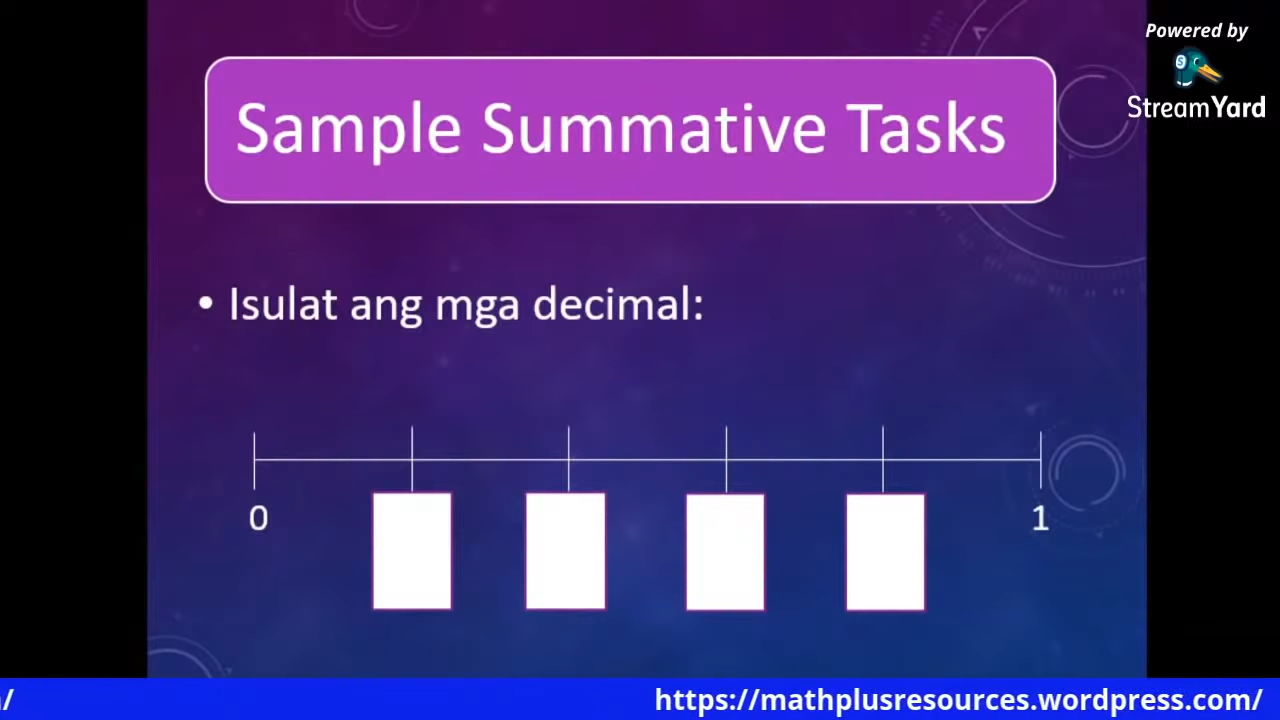 Powered by
StreamYard
Sample Summative Tasks
• Isulat ang mga decimal:
0 1
/ https://mathplusresources.wordpress.com/